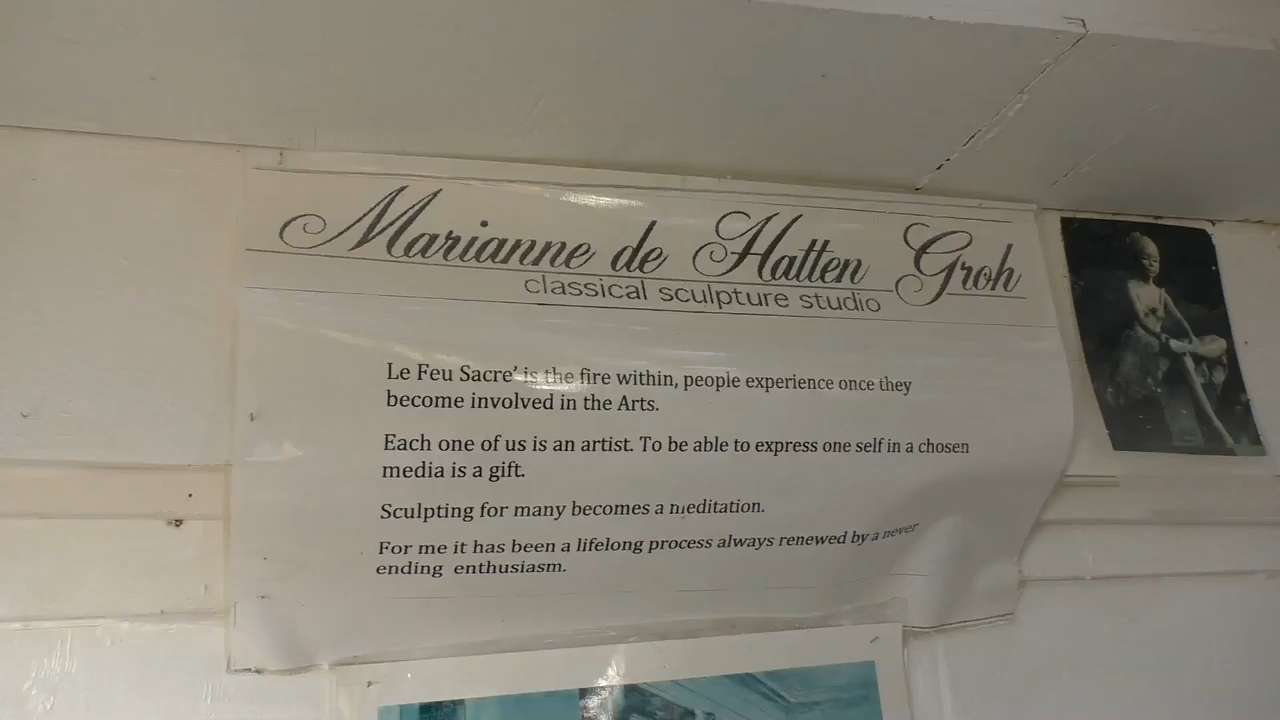 Marianne de Hatten Groh
classical sculpture studio
Le Feu Sacre' is the fire within, people experience once they
become involved in the Arts.
Each one of us is an artist. To be able to express one self in a chosen
media is a gift.
Sculpting for many becomes a meditation.
For me it has been a lifelong process always renewed by a never
ending enthusiasm.